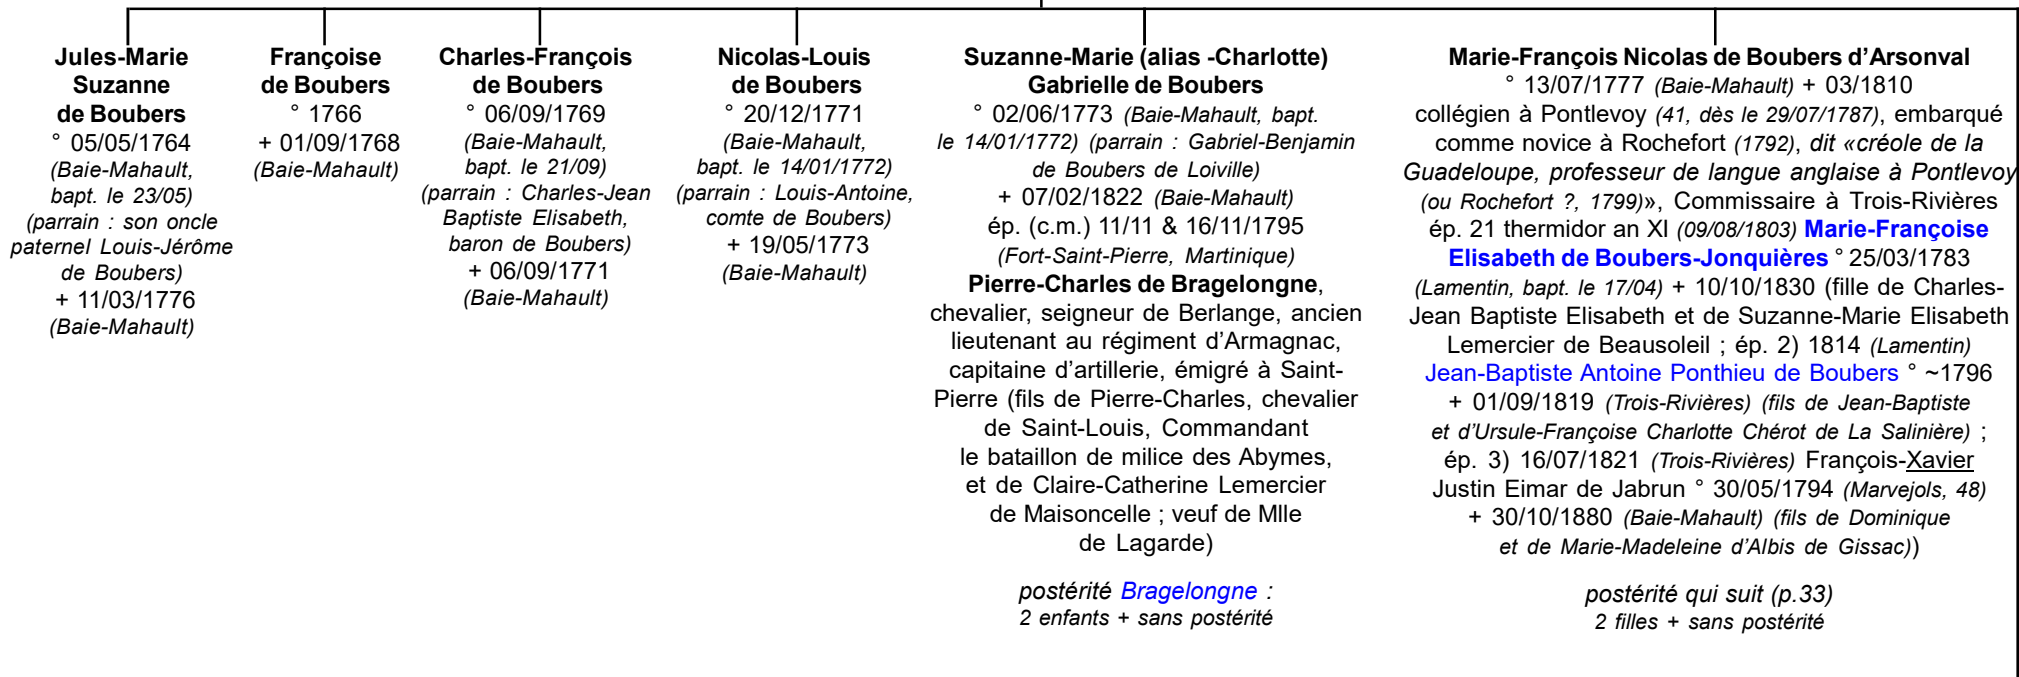 Jules-Marie
Suzanne
de Boubers
° 05/05/1764
(Baie-Mahault,
bapt. le 23/05)
(parrain : son oncle
paternel Louis-Jérôme
de Boubers)
+ 11/03/1776
(Baie-Mahault)
Françoise
de Boubers
° 1766
+ 01/09/1768
(Baie-Mahault)
Charles-François
de Boubers
° 06/09/1769
(Baie-Mahault,
bapt. le 21/09)
(parrain : Charles-Jean
Baptiste Elisabeth,
baron de Boubers)
+ 06/09/1771
(Baie-Mahault)
Nicolas-Louis
de Boubers
° 20/12/1771
(Baie-Mahault,
bapt. le 14/01/1772)
(parrain : Louis-Antoine,
comte de Boubers)
+ 19/05/1773
(Baie-Mahault)
Suzanne-Marie (alias -Charlotte)
Gabrielle de Boubers
° 02/06/1773 (Baie-Mahault, bapt.
le 14/01/1772) (parrain : Gabriel-Benjamin
de Boubers de Loiville)
+ 07/02/1822 (Baie-Mahault)
ép. (c.m.) 11/11 & 16/11/1795
(Fort-Saint-Pierre, Martinique)
Pierre-Charles de Bragelongne,
chevalier, seigneur de Berlange, ancien
lieutenant au régiment d’Armagnac,
capitaine d’artillerie, émigré à Saint-
Pierre (fils de Pierre-Charles, chevalier
de Saint-Louis, Commandant
le bataillon de milice des Abymes,
et de Claire-Catherine Lemercier
de Maisoncelle ; veuf de Mlle
de Lagarde)
postérité Bragelongne :
2 enfants + sans postérité
Marie-François Nicolas de Boubers d’Arsonval
° 13/07/1777 (Baie-Mahault) + 03/1810
collégien à Pontlevoy (41, dès le 29/07/1787), embarqué
comme novice à Rochefort (1792), dit «créole de la
Guadeloupe, professeur de langue anglaise à Pontlevoy
(ou Rochefort ?, 1799)», Commissaire à Trois-Rivières
ép. 21 thermidor an XI (09/08/1803) Marie-Françoise
Elisabeth de Boubers-Jonquières ° 25/03/1783
(Lamentin, bapt. le 17/04) + 10/10/1830 (fille de Charles-
Jean Baptiste Elisabeth et de Suzanne-Marie Elisabeth
Lemercier de Beausoleil ; ép. 2) 1814 (Lamentin)
Jean-Baptiste Antoine Ponthieu de Boubers ° ~1796
+ 01/09/1819 (Trois-Rivières) (fils de Jean-Baptiste
et d’Ursule-Françoise Charlotte Chérot de La Salinière) ;
ép. 3) 16/07/1821 (Trois-Rivières) François-Xavier
Justin Eimar de Jabrun ° 30/05/1794 (Marvejols, 48)
+ 30/10/1880 (Baie-Mahault) (fils de Dominique
et de Marie-Madeleine d’Albis de Gissac))
postérité qui suit (p.33)
2 filles + sans postérité